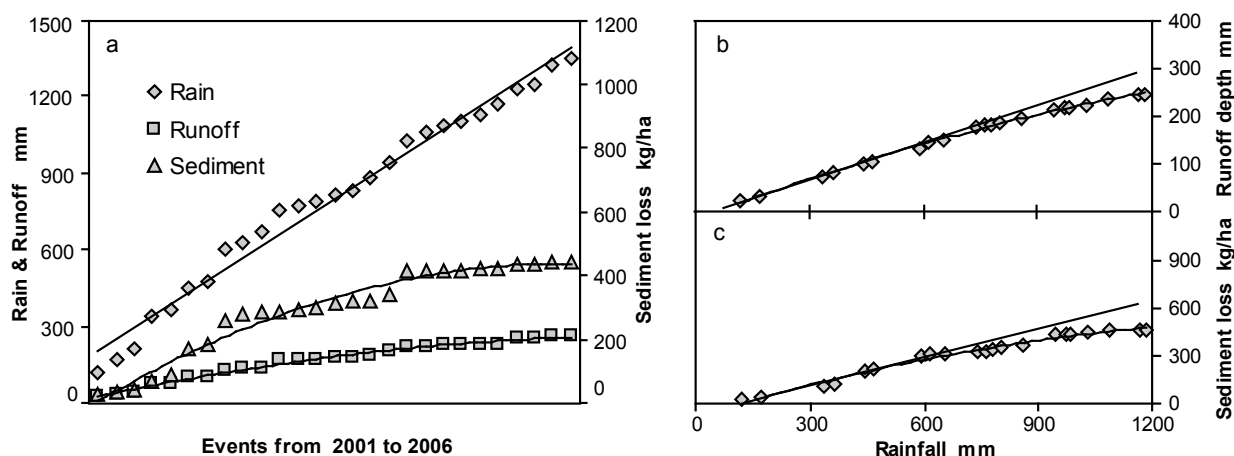 a
Rain
Runoff
Sediment
1500
1200
900
600
300
0
Rain & Runoff mm
1200
1000
800
600
400
200
0
Sediment loss kg/ha
Events from 2001 to 2006
b
400
300
200
100
0
Runoff depth mm
c
900
600
300
0
Sediment loss kg/ha
0
300
600
900
1200
Rainfall mm